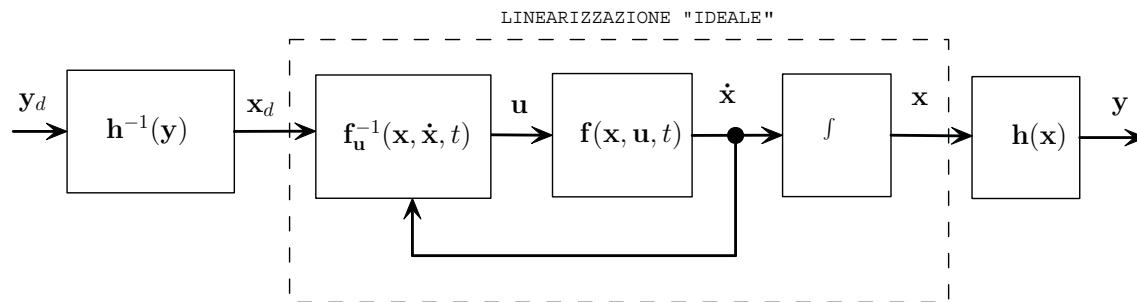 LINEARIZZAZIONE "IDEALE"
y_d
h^{-1}(y)
x_d
f_u^{-1}(x, ẋ, t)
u
f(x, u, t)
ẋ
∫
x
h(x)
y